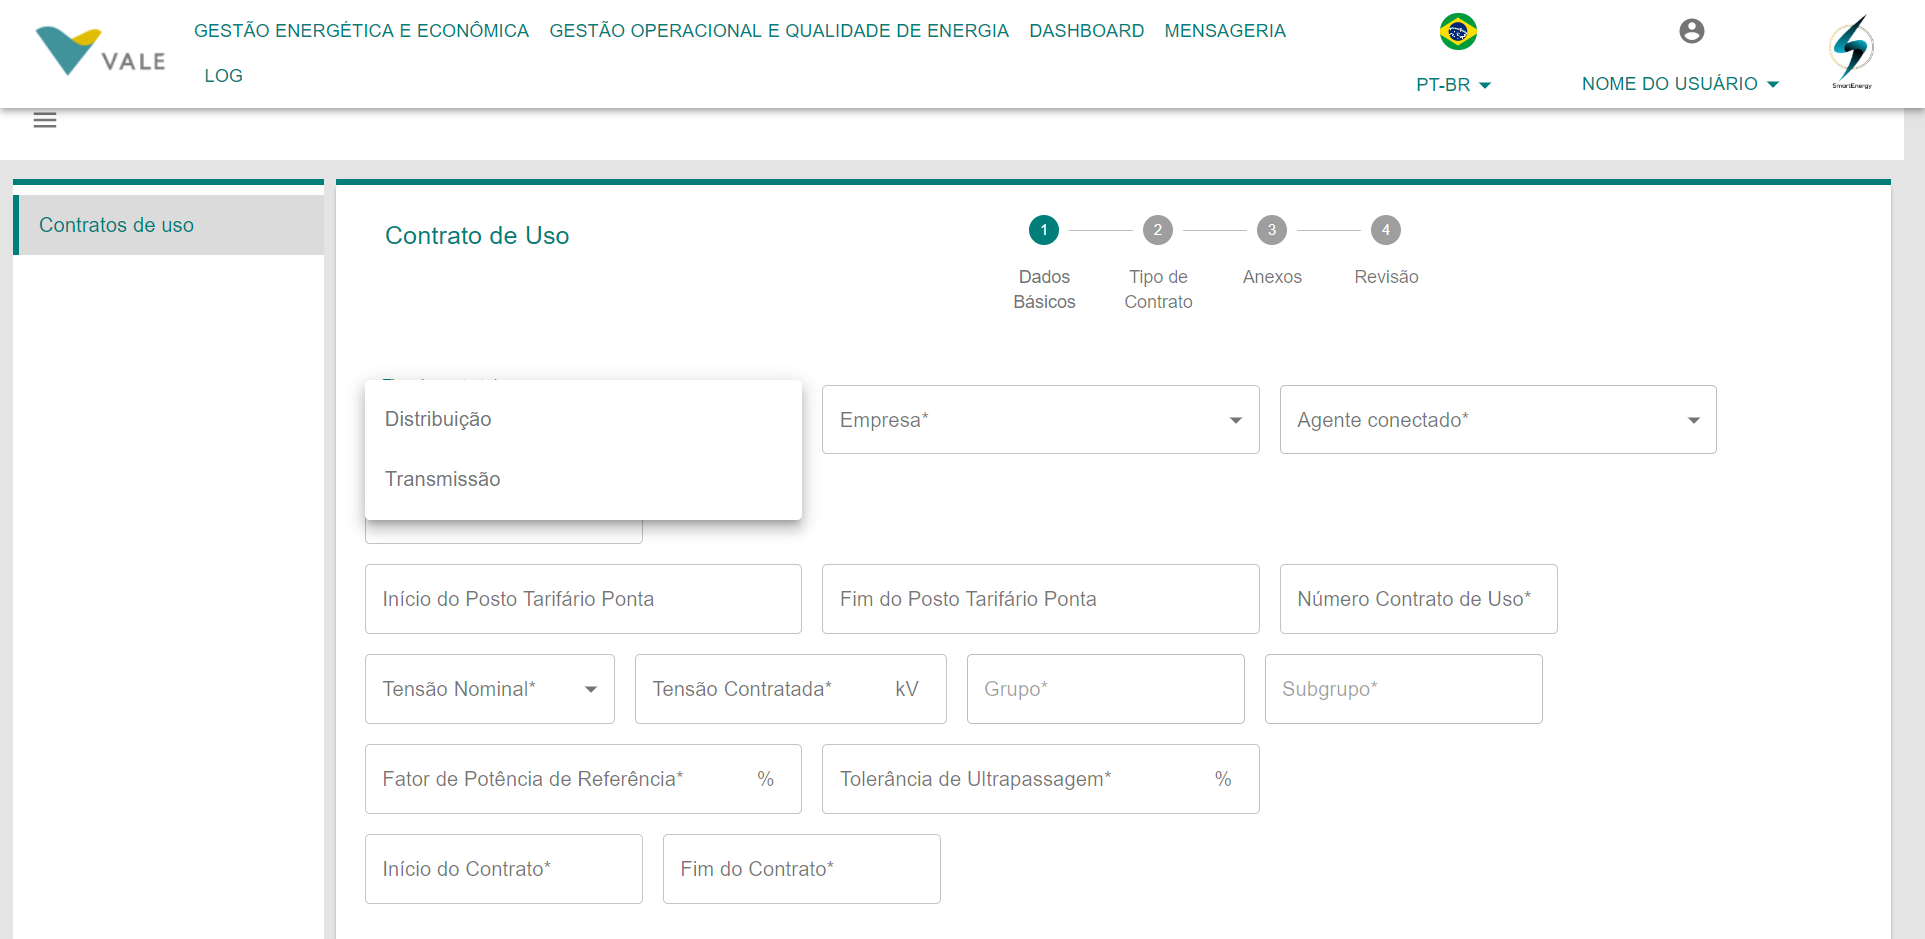 VALE
GESTÃO ENERGÉTICA E ECONÔMICA GESTÃO OPERACIONAL E QUALIDADE DE ENERGIA DASHBOARD MENSAGERIA
LOG
PT-BR
NOME DO USUÁRIO
SmartEnergy
Contratos de uso
Contrato de Uso
1 2 3 4
Dados Básicos
Tipo de Contrato
Anexos
Revisão
Distribuição
Transmissão
Empresa*
Agente conectado*
Início do Posto Tarifário Ponta
Fim do Posto Tarifário Ponta
Número Contrato de Uso*
Tensão Nominal*
Tensão Contratada* kV
Grupo*
Subgrupo*
Fator de Potência de Referência* %
Tolerância de Ultrapassagem* %
Início do Contrato*
Fim do Contrato*